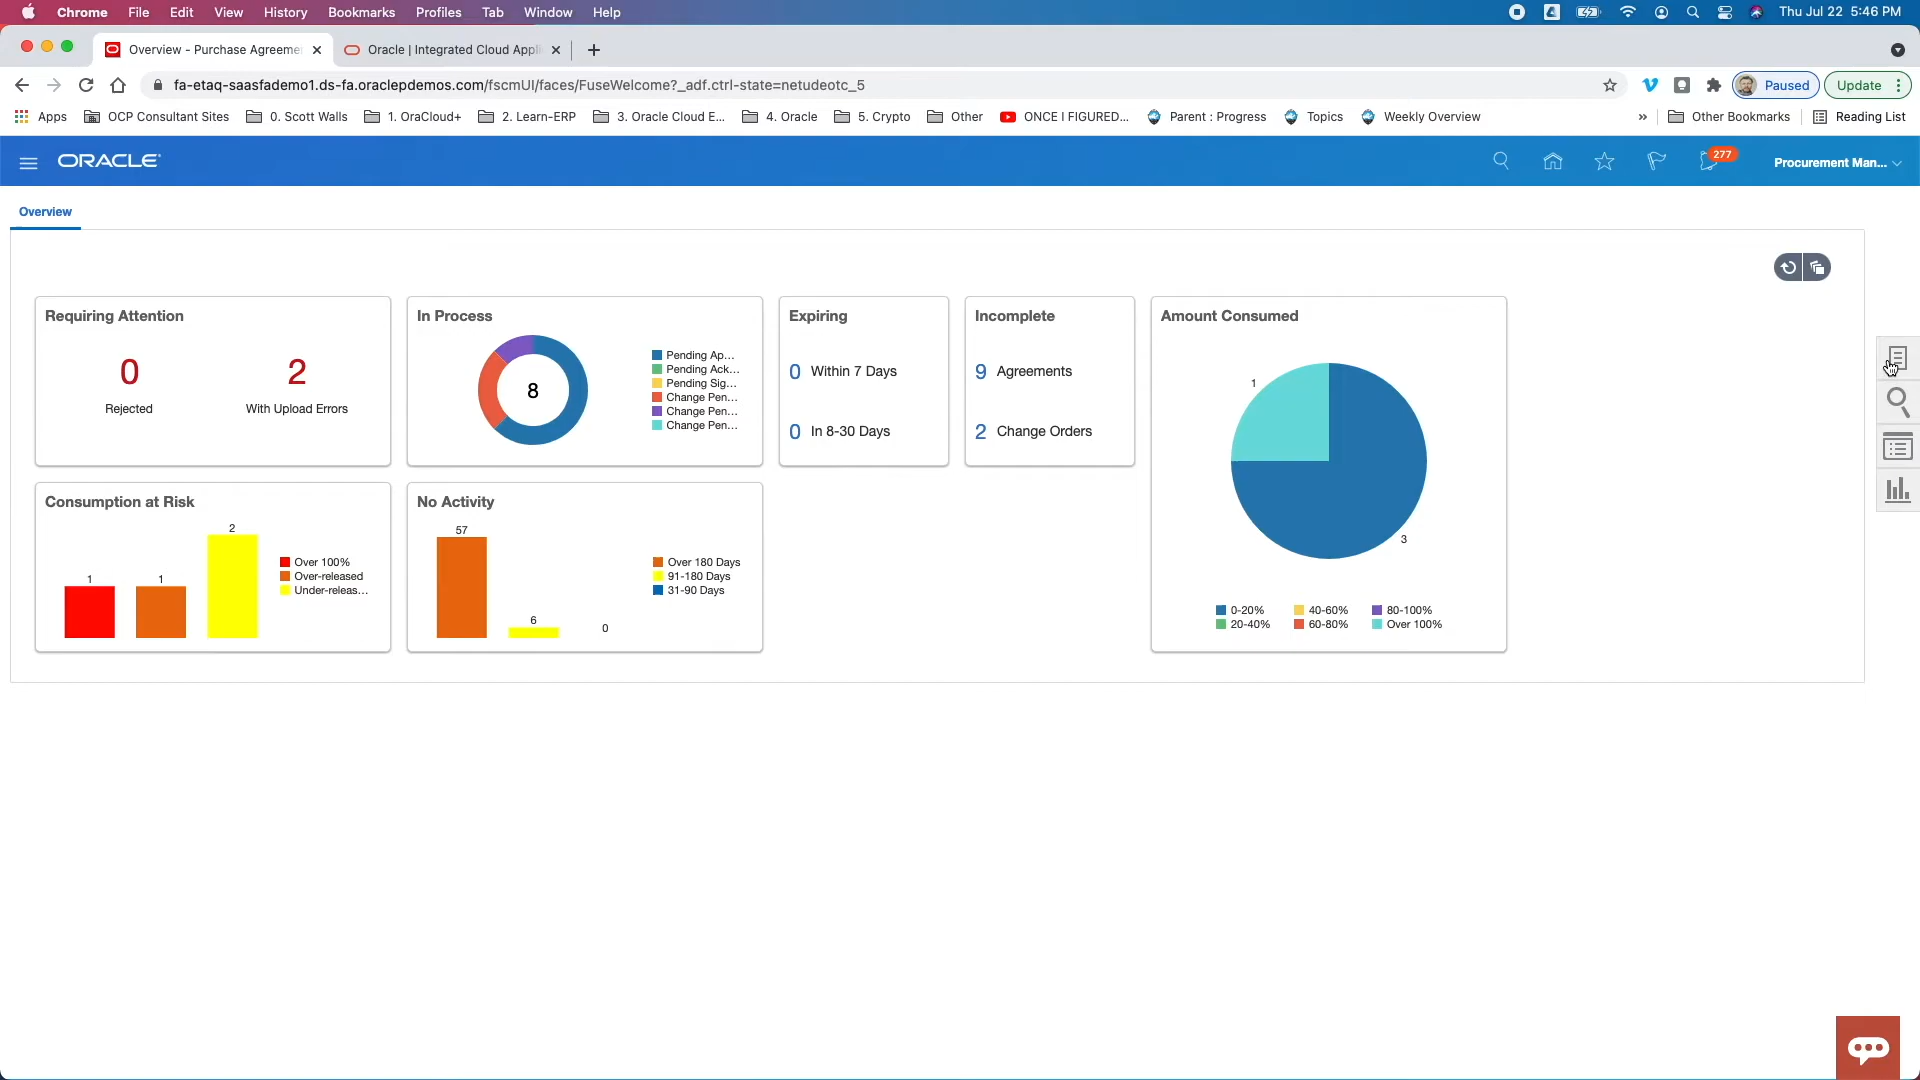 Chrome File Edit View History Bookmarks Profiles Tab Window Help Thu Jul 22 5:46 PM
Overview - Purchase Agreeme Oracle | Integrated Cloud Appli
fa-etaq-saasfademo1.ds-fa.oraclepdemos.com/fscmUI/faces/FuseWelcome?_adf.ctrl-state=netudeotc_5 Paused Update
Apps OCP Consultant Sites 0. Scott Walls 1. OraCloud+ 2. Learn-ERP 3. Oracle Cloud E... 4. Oracle 5. Crypto Other ONCE I FIGURED... Parent : Progress Topics Weekly Overview » Other Bookmarks Reading List
ORACLE 277 Procurement Man...
Overview
Requiring Attention
0
Rejected
2
With Upload Errors
In Process
8
Pending Ap...
Pending Ack...
Pending Sig...
Change Pen...
Change Pen...
Change Pen...
Expiring
0 Within 7 Days
0 In 8-30 Days
Incomplete
9 Agreements
2 Change Orders
Amount Consumed
1
3
0-20% 40-60% 80-100%
20-40% 60-80% Over 100%
Consumption at Risk
1 1 2
Over 100%
Over-released
Under-releas...
No Activity
57 6 0
Over 180 Days
91-180 Days
31-90 Days